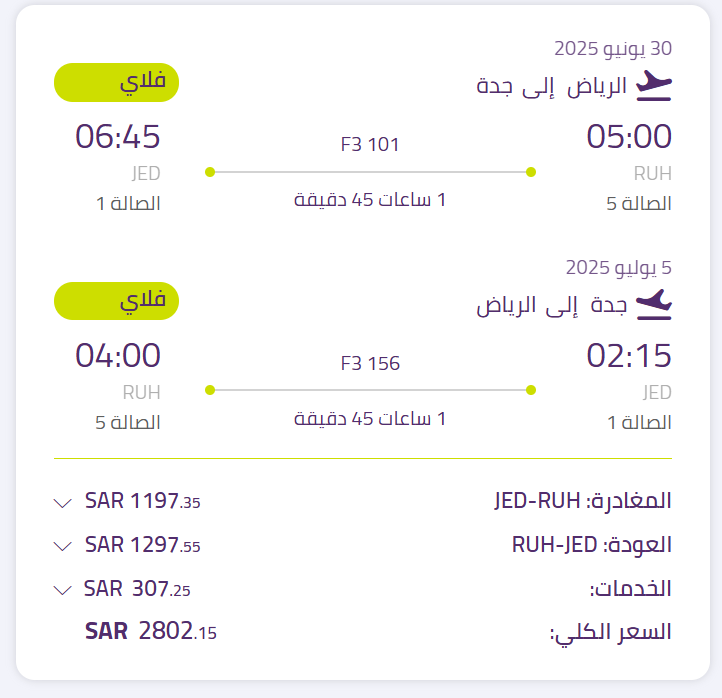 30 يونيو 2025
الرياض إلى جدة
فلاي
05:00
F3 101
06:45
RUH
JED
الصالة 5
1 ساعات 45 دقيقة
الصالة 1
5 يوليو 2025
جدة إلى الرياض
فلاي
02:15
F3 156
04:00
JED
RUH
الصالة 1
1 ساعات 45 دقيقة
الصالة 5
المغادرة: JED-RUH SAR 1197.35
العودة: RUH-JED SAR 1297.55
الخدمات: SAR 307.25
السعر الكلي: SAR 2802.15